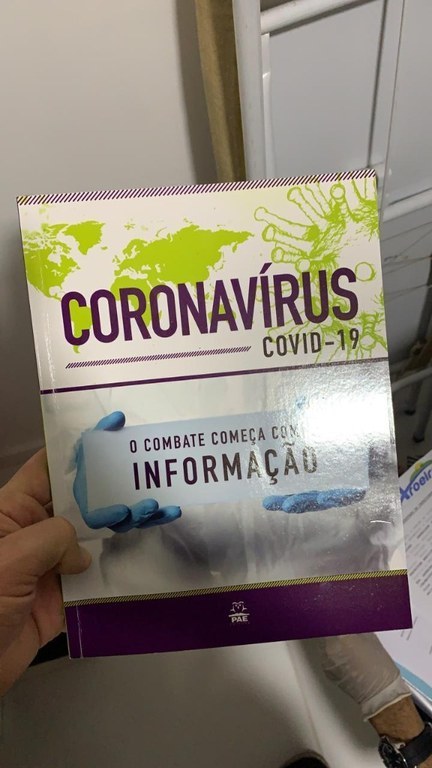 CORONAVÍRUS
COVID-19
O COMBATE COMEÇA COM
INFORMAÇÃO
PAE